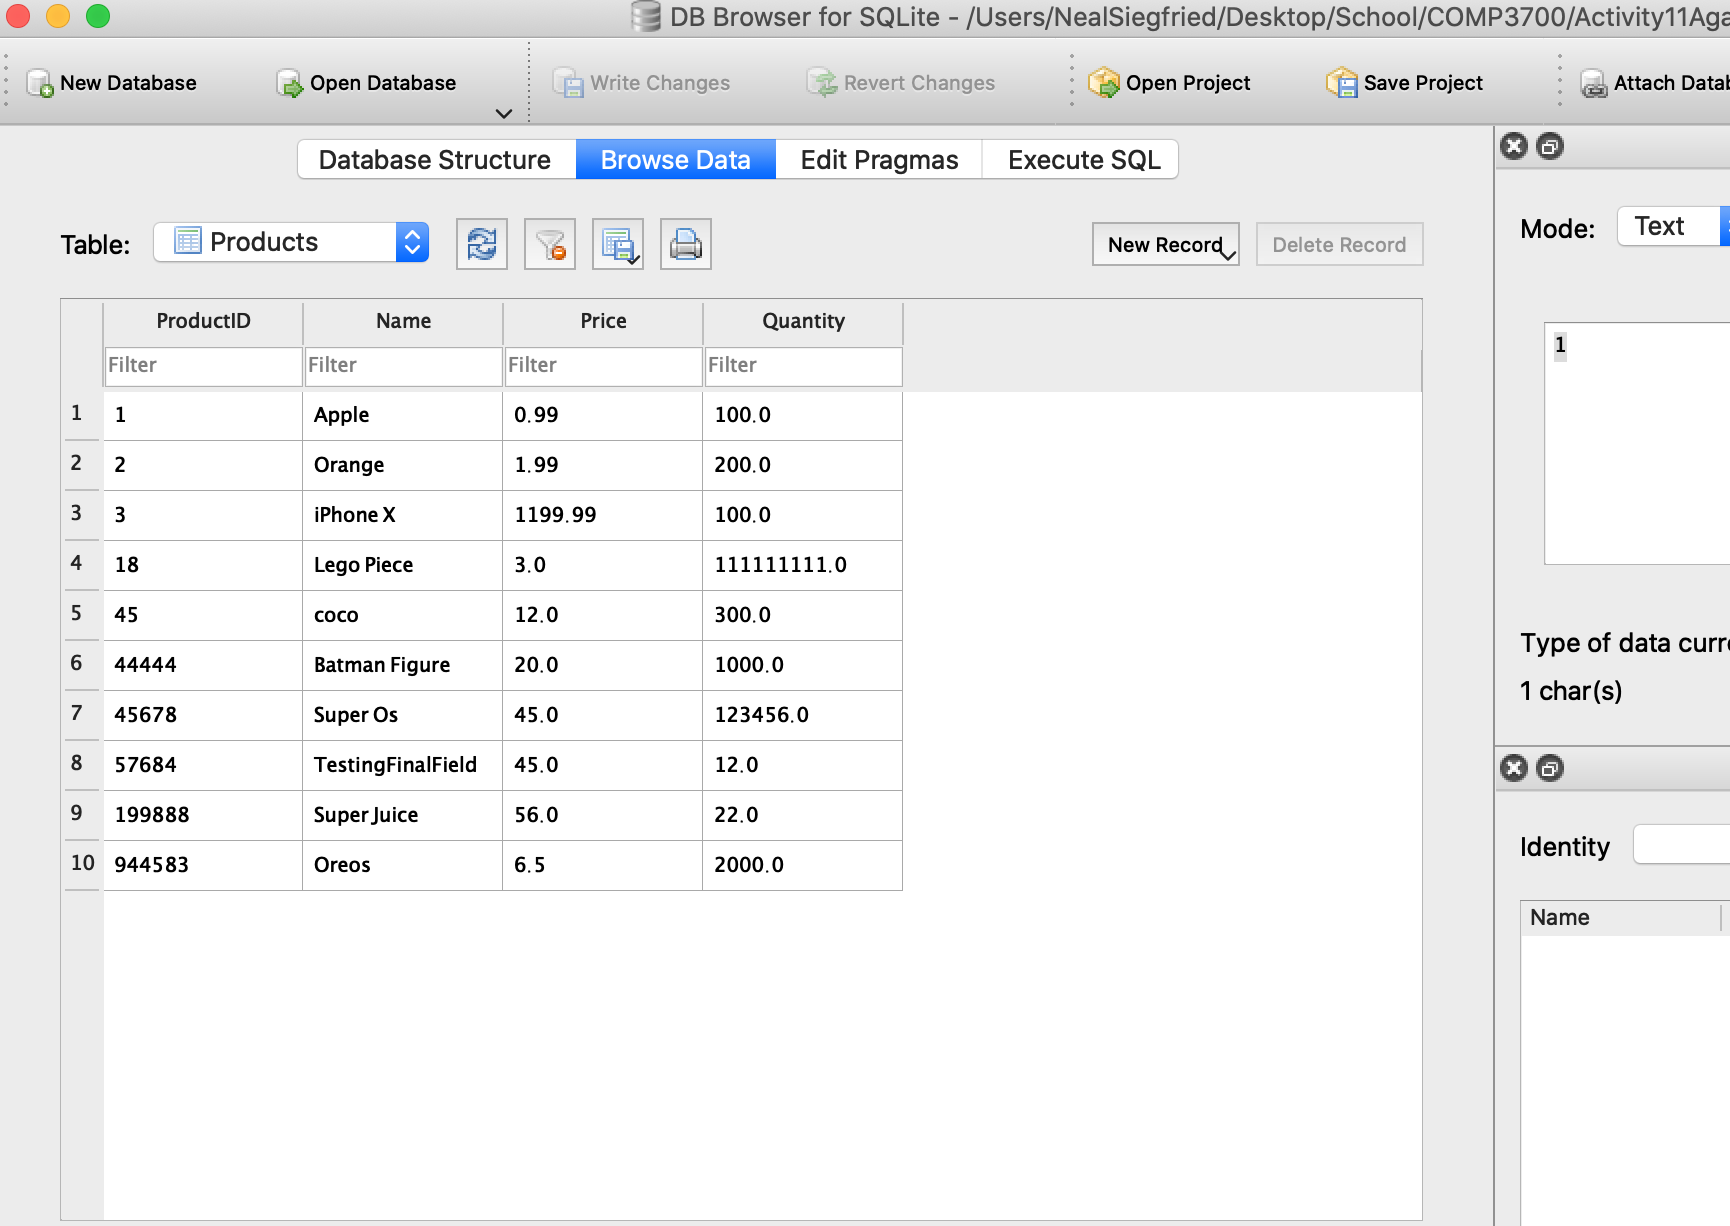 DB Browser for SQLite - /Users/NealSiegfried/Desktop/School/COMP3700/Activity11Aga
New Database Open Database Write Changes Revert Changes Open Project Save Project Attach Datab
Database Structure Browse Data Edit Pragmas Execute SQL
Table: Products New Record Delete Record
ProductID Name Price Quantity
Filter Filter Filter Filter
1 1 Apple 0.99 100.0
2 2 Orange 1.99 200.0
3 3 iPhone X 1199.99 100.0
4 18 Lego Piece 3.0 111111111.0
5 45 coco 12.0 300.0
6 44444 Batman Figure 20.0 1000.0
7 45678 Super Os 45.0 123456.0
8 57684 TestingFinalField 45.0 12.0
9 199888 Super Juice 56.0 22.0
10 944583 Oreos 6.5 2000.0
Mode: Text
1
Type of data curre
1 char(s)
Identity
Name